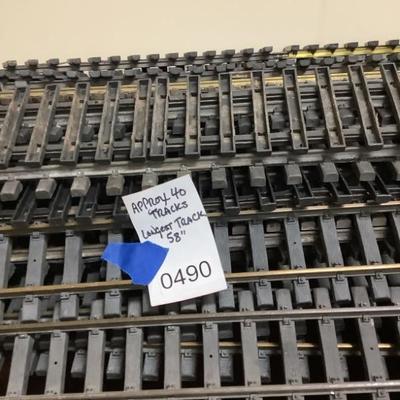 APPROX 40
TRACKS
LONGEST TRACK
58"
0490